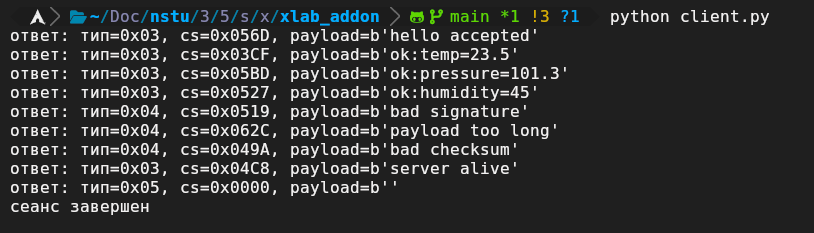 ~/Doc/nstu/3/5/s/x/xlab_addon main *1 !3 ?1 python client.py
ответ: тип=0x03, cs=0x056D, payload=b'hello accepted'
ответ: тип=0x03, cs=0x03CF, payload=b'ok:temp=23.5'
ответ: тип=0x03, cs=0x05BD, payload=b'ok:pressure=101.3'
ответ: тип=0x03, cs=0x0527, payload=b'ok:humidity=45'
ответ: тип=0x04, cs=0x0519, payload=b'bad signature'
ответ: тип=0x04, cs=0x062C, payload=b'payload too long'
ответ: тип=0x04, cs=0x049A, payload=b'bad checksum'
ответ: тип=0x03, cs=0x04C8, payload=b'server alive'
ответ: тип=0x05, cs=0x0000, payload=b''
сеанс завершен